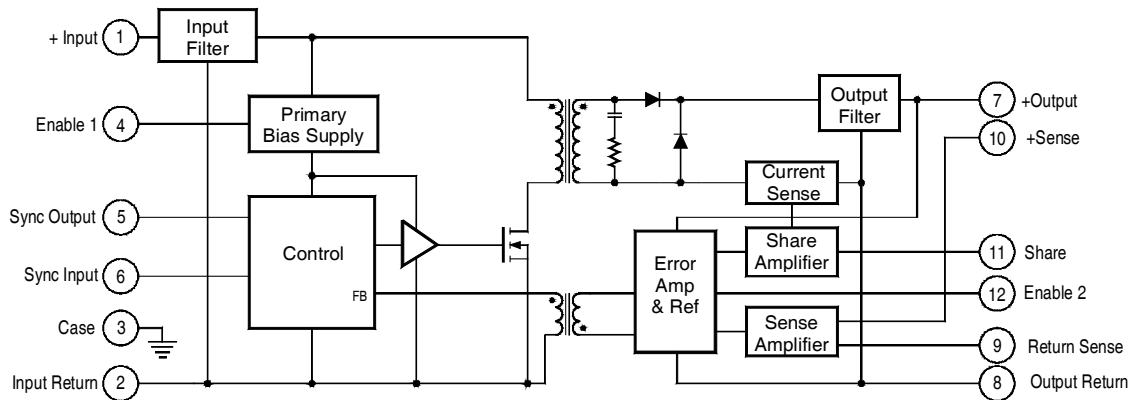 + Input
1
Input
Filter
Enable 1
4
Primary
Bias Supply
Sync Output
5
Sync Input
6
Control
FB
Case
3
Input Return
2
Output
Filter
7
+Output
10
+Sense
Current
Sense
Share
Amplifier
11
Share
Error
Amp
& Ref
12
Enable 2
Sense
Amplifier
9
Return Sense
8
Output Return